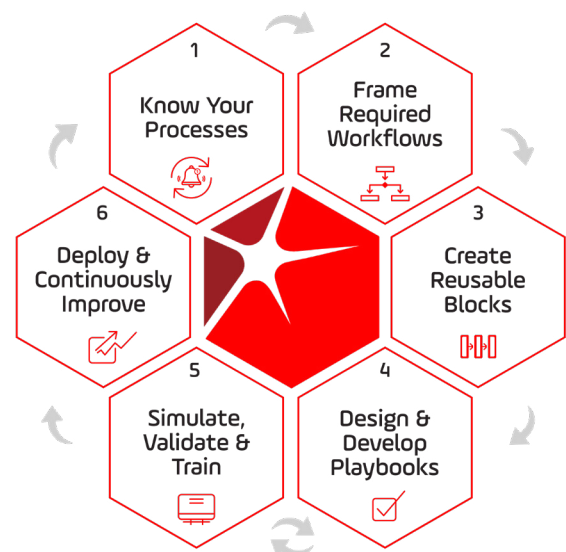 1
Know Your
Processes
2
Frame
Required
Workflows
3
Create
Reusable
Blocks
4
Design &
Develop
Playbooks
5
Simulate,
Validate &
Train
6
Deploy &
Continuously
Improve